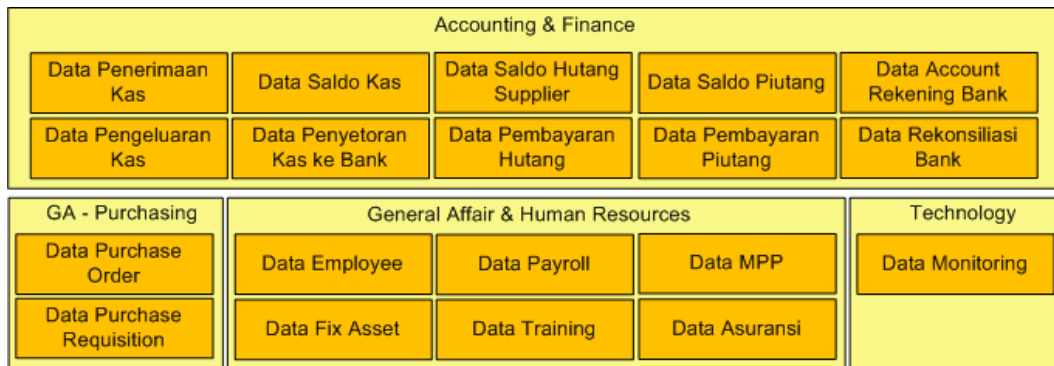 Accounting & Finance
Data Penerimaan
Kas
Data Saldo Kas
Data Saldo Hutang
Supplier
Data Saldo Piutang
Data Account
Rekening Bank
Data Pengeluaran
Kas
Data Penyetoran
Kas ke Bank
Data Pembayaran
Hutang
Data Pembayaran
Piutang
Data Rekonsiliasi
Bank
GA - Purchasing
Data Purchase
Order
Data Purchase
Requisition
General Affair & Human Resources
Data Employee
Data Payroll
Data MPP
Data Fix Asset
Data Training
Data Asuransi
Technology
Data Monitoring